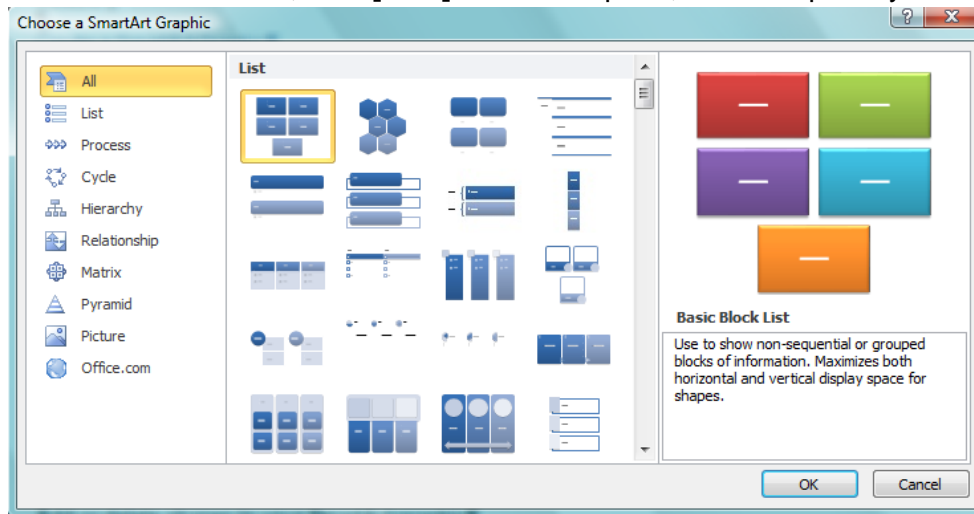 Choose a SmartArt Graphic
All
List
Process
Cycle
Hierarchy
Relationship
Matrix
Pyramid
Picture
Office.com
List
Basic Block List
Use to show non-sequential or grouped
blocks of information. Maximizes both
horizontal and vertical display space for
shapes.
OK
Cancel